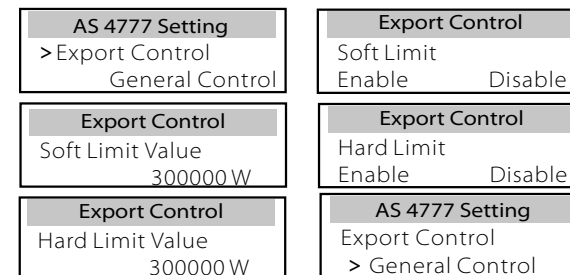 AS 4777 Setting
>Export Control
General Control
Export Control
Soft Limit
Enable Disable
Export Control
Soft Limit Value
300000 W
Export Control
Hard Limit
Enable Disable
Export Control
Hard Limit Value
300000 W
AS 4777 Setting
Export Control
> General Control